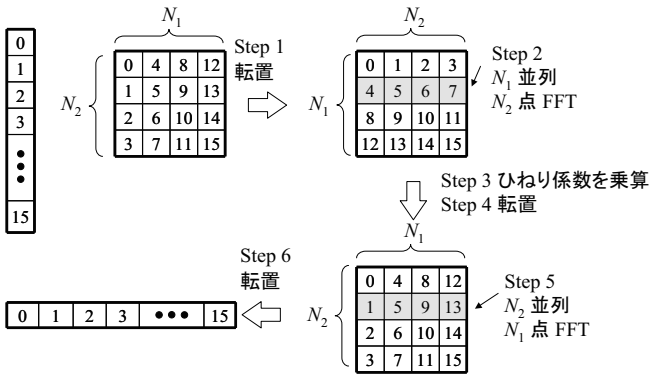 0
1
2
3
•••
15
N1
N2
0 4 8 12
1 5 9 13
2 6 10 14
3 7 11 15
Step 1
転置
N2
N1
0 1 2 3
4 5 6 7
8 9 10 11
12 13 14 15
Step 2
N1 並列
N2 点 FFT
Step 3 ひねり係数を乗算
Step 4 転置
N1
N2
0 4 8 12
1 5 9 13
2 6 10 14
3 7 11 15
Step 5
N2 並列
N1 点 FFT
Step 6
転置
0 1 2 3 ••• 15